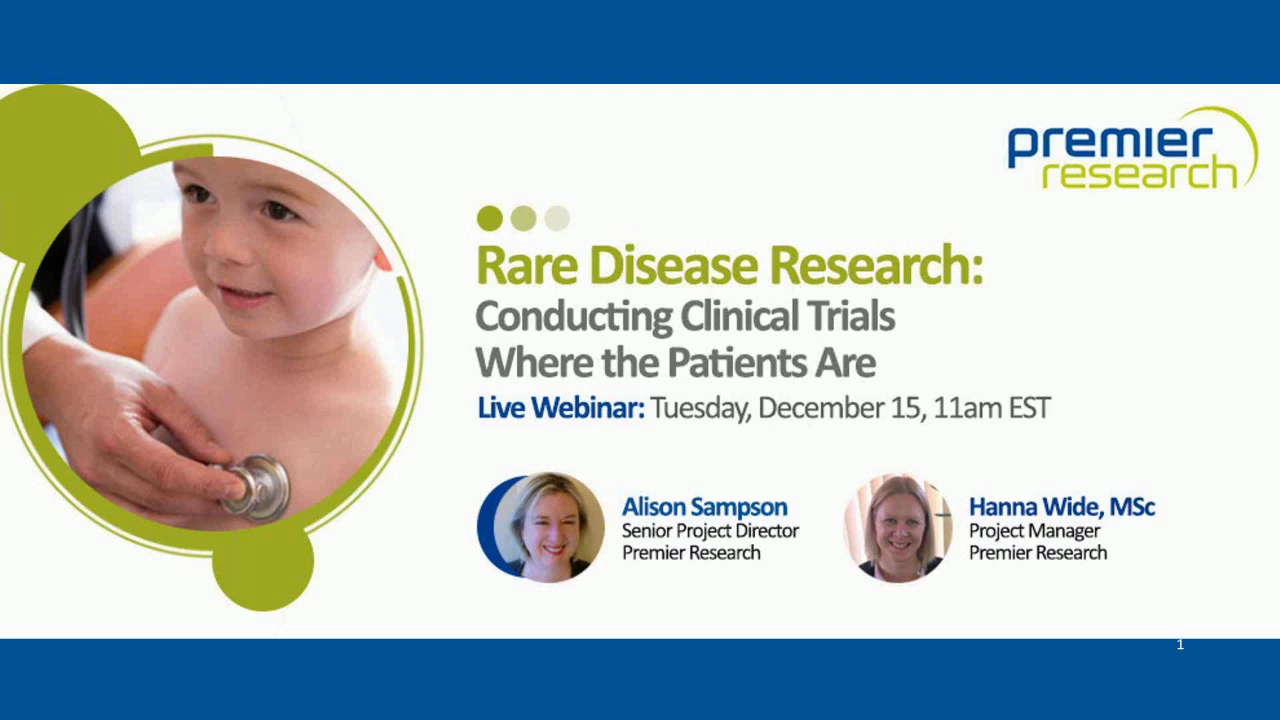 premier
research
Rare Disease Research:
Conducting Clinical Trials
Where the Patients Are
Live Webinar: Tuesday, December 15, 11am EST
Alison Sampson
Senior Project Director
Premier Research
Hanna Wide, MSc
Project Manager
Premier Research
1